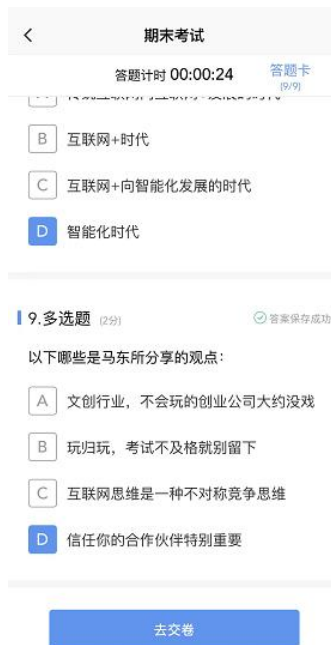 期末考试
答题计时 00:00:24
答题卡
(9/9)
B 互联网+时代
C 互联网+向智能化发展的时代
D 智能化时代
9.多选题 (2分)
答案保存成功
以下哪些是马东所分享的观点:
A 文创行业，不会玩的创业公司大约没戏
B 玩归玩，考试不及格就别留下
C 互联网思维是一种不对称竞争思维
D 信任你的合作伙伴特别重要
去交卷